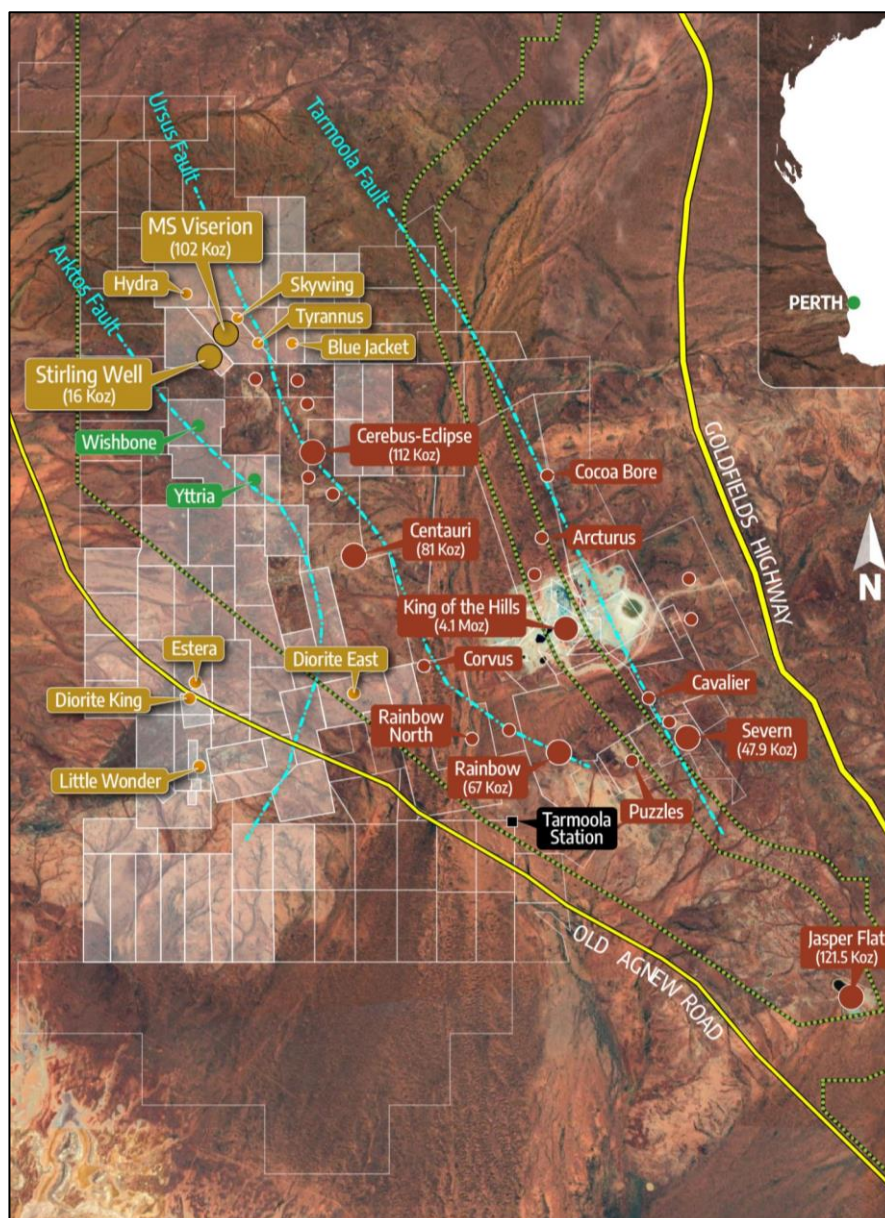 Ursus Fault
Tarmoola Fault
Arktos Fault
MS Viserion
(102 Koz)
Hydra
Skywing
Tyrannus
Blue Jacket
Stirling Well
(16 Koz)
PERTH
Wishbone
Yttria
Cerebus-Eclipse
(112 Koz)
Cocoa Bore
GOLDFIELDS HIGHWAY
Centauri
(81 Koz)
Arcturus
N
King of the Hills
(4.1 Moz)
Estera
Diorite King
Diorite East
Corvus
Cavalier
Rainbow
North
Severn
(47.9 Koz)
Little Wonder
Rainbow
(67 Koz)
Puzzles
Tarmoola
Station
OLD AGNEW ROAD
Jasper Flat
(121.5 Koz)